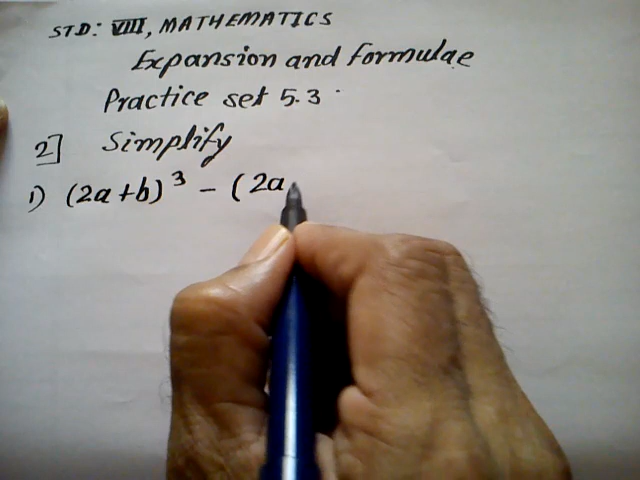 STD: VIII, MATHEMATICS
Expansion and formulae
Practice set 5.3
2] Simplify
1) (2a+b)³ - (2a